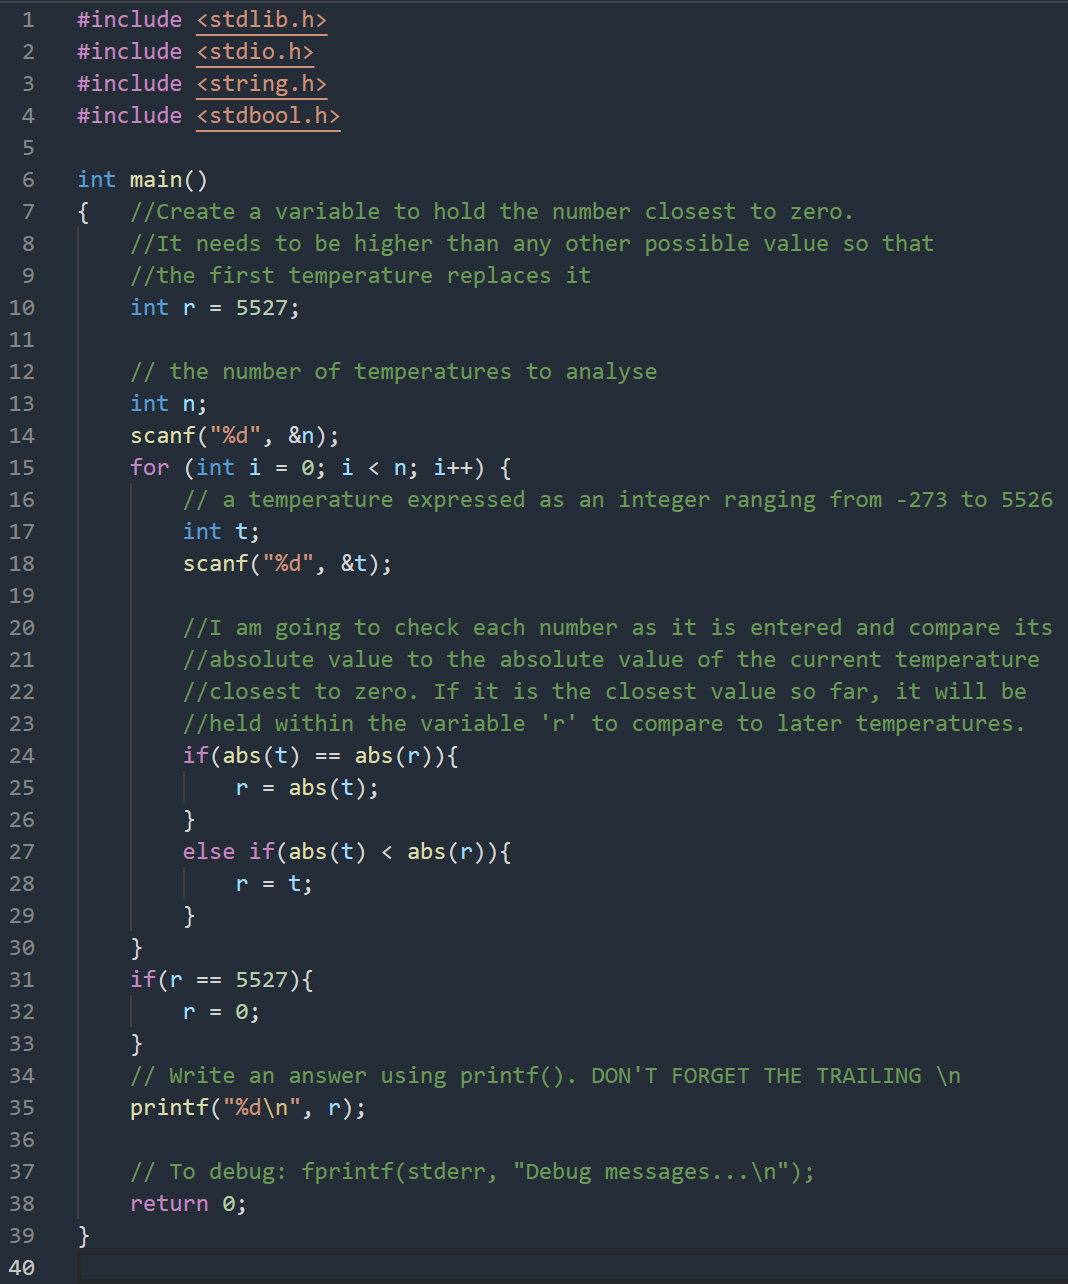 1 #include <stdlib.h>
2 #include <stdio.h>
3 #include <string.h>
4 #include <stdbool.h>
5
6 int main()
7 {   //Create a variable to hold the number closest to zero.
8     //It needs to be higher than any other possible value so that
9     //the first temperature replaces it
10     int r = 5527;
11
12     // the number of temperatures to analyse
13     int n;
14     scanf("%d", &n);
15     for (int i = 0; i < n; i++) {
16         // a temperature expressed as an integer ranging from -273 to 5526
17         int t;
18         scanf("%d", &t);
19
20         //I am going to check each number as it is entered and compare its
21         //absolute value to the absolute value of the current temperature
22         //closest to zero. If it is the closest value so far, it will be
23         //held within the variable 'r' to compare to later temperatures.
24         if(abs(t) == abs(r)){
25             r = abs(t);
26         }
27         else if(abs(t) < abs(r)){
28             r = t;
29         }
30     }
31     if(r == 5527){
32         r = 0;
33     }
34     // Write an answer using printf(). DON'T FORGET THE TRAILING \n
35     printf("%d\n", r);
36
37     // To debug: fprintf(stderr, "Debug messages...\n");
38     return 0;
39 }
40